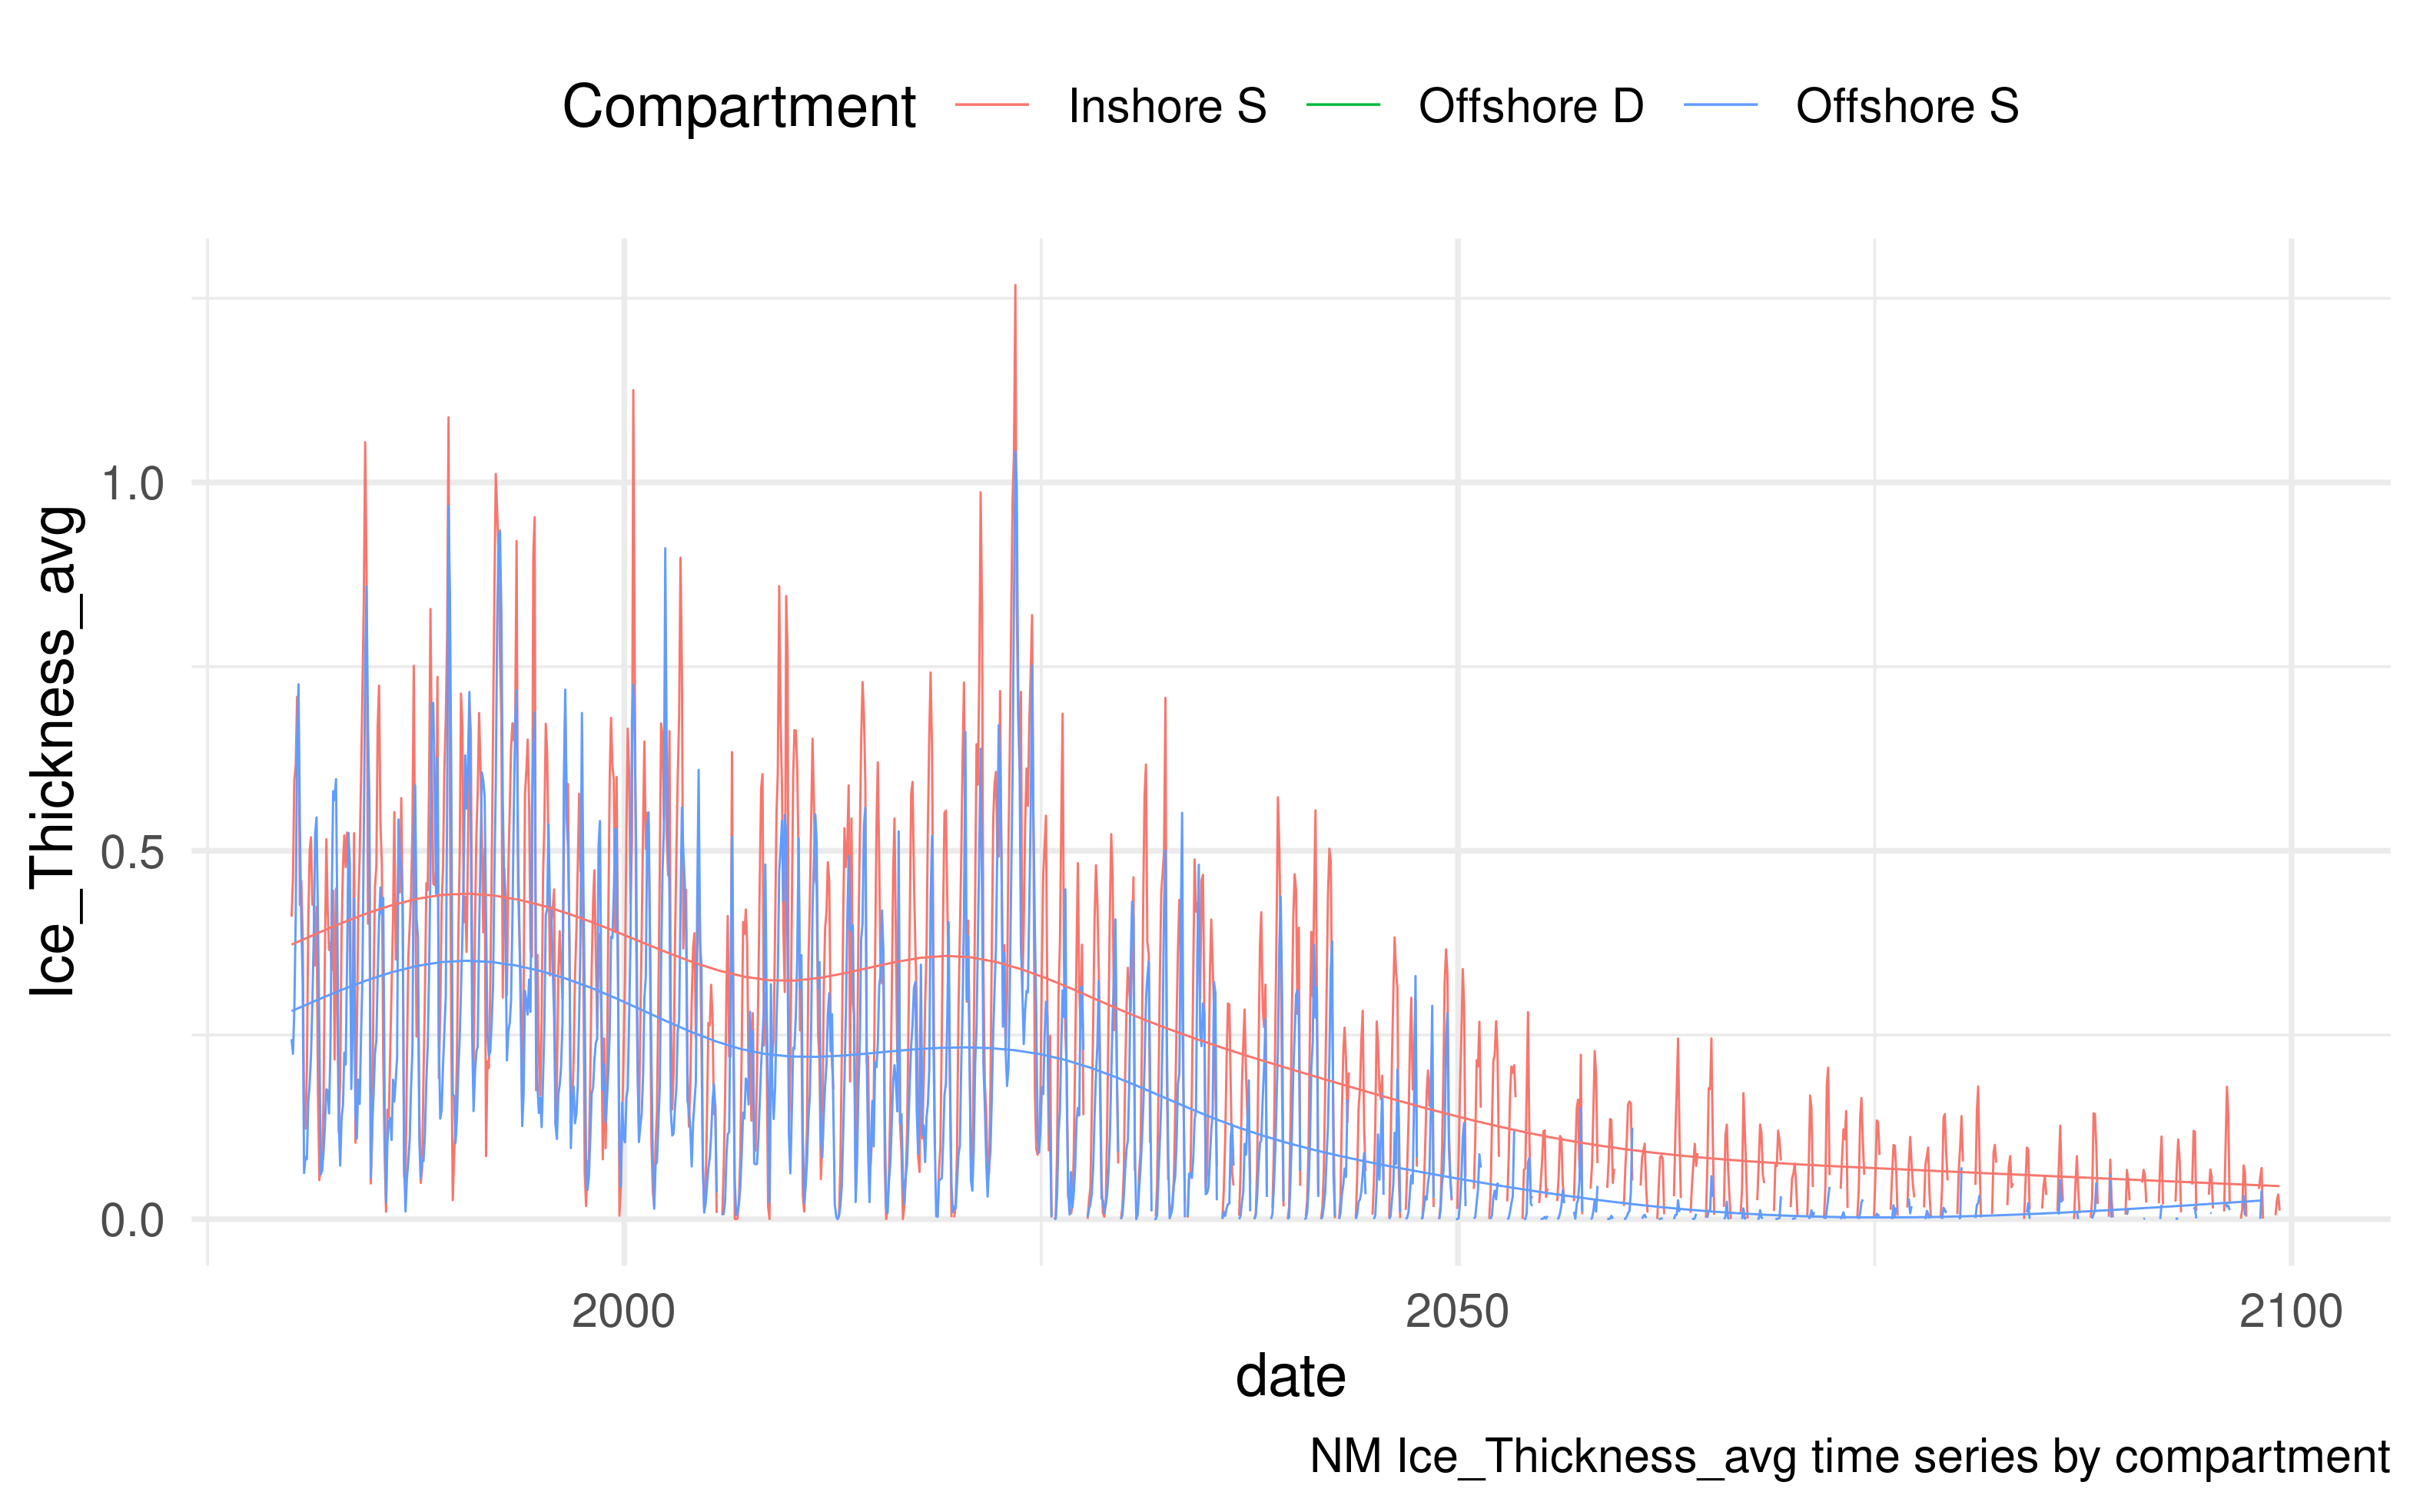 Compartment Inshore S Offshore D Offshore S
Ice_Thickness_avg
1.0
0.5
0.0
2000 2050 2100
date
NM Ice_Thickness_avg time series by compartment